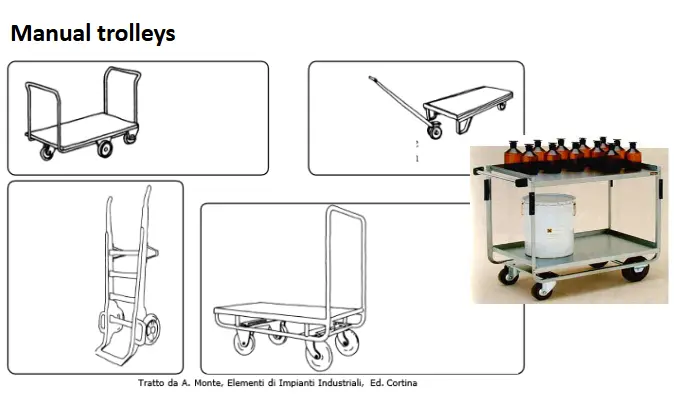 Manual trolleys
Tratto da A. Monte, Elementi di Impianti Industriali, Ed. Cortina